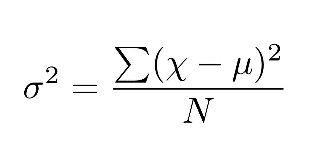 σ² = ∑(χ − μ)² / N